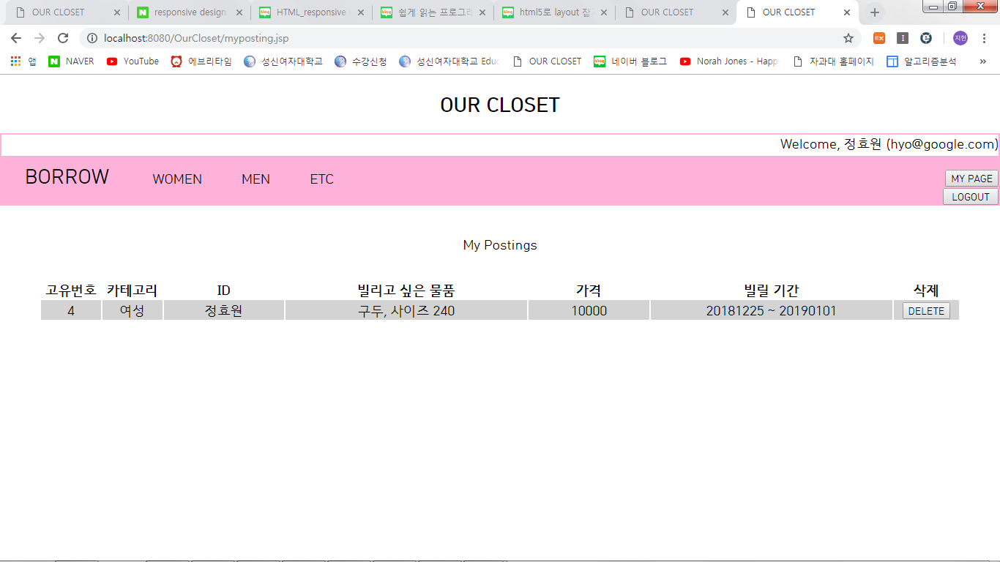 OUR CLOSET responsive design HTML_responsive 쉽게 읽는 프로그래 html5로 layout 잡 OUR CLOSET OUR CLOSET
localhost:8080/OurCloset/myposting.jsp 지헌
앱 NAVER YouTube 에브리타임 성신여자대학교 수강신청 성신여자대학교 Educ OUR CLOSET 네이버 블로그 Norah Jones - Happ 자과대 홈페이지 알고리즘분석 »
OUR CLOSET
Welcome, 정효원 (hyo@google.com)
BORROW WOMEN MEN ETC MY PAGE
LOGOUT
My Postings
고유번호 카테고리 ID 빌리고 싶은 물품 가격 빌릴 기간 삭제
4 여성 정효원 구두, 사이즈 240 10000 20181225 ~ 20190101 DELETE